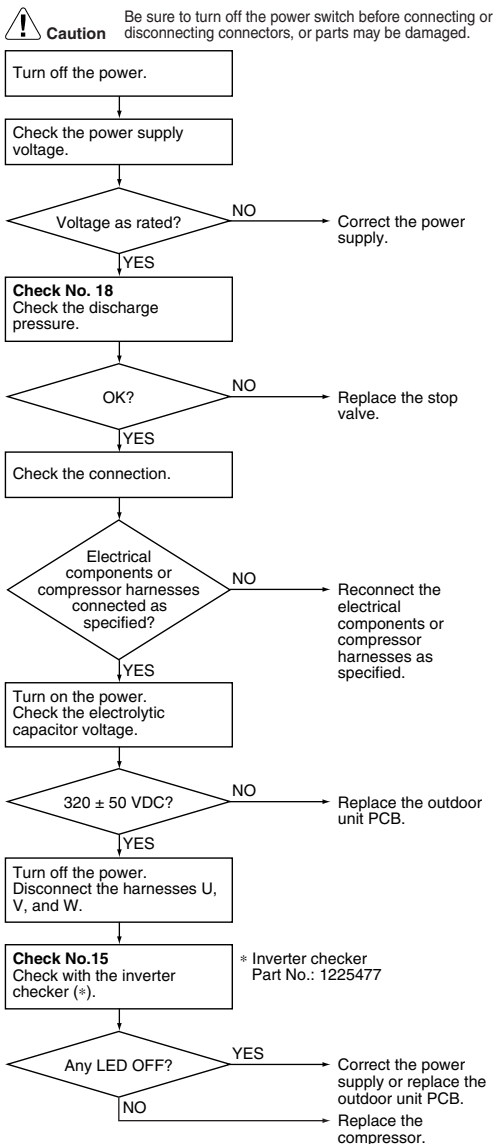 Caution
Be sure to turn off the power switch before connecting or
disconnecting connectors, or parts may be damaged.
Turn off the power.
Check the power supply
voltage.
Voltage as rated?
NO
Correct the power
supply.
YES
Check No. 18
Check the discharge
pressure.
OK?
NO
Replace the stop
valve.
YES
Check the connection.
Electrical
components or
compressor harnesses
connected as
specified?
NO
Reconnect the
electrical
components or
compressor
harnesses as
specified.
YES
Turn on the power.
Check the electrolytic
capacitor voltage.
320 ± 50 VDC?
NO
Replace the outdoor
unit PCB.
YES
Turn off the power.
Disconnect the harnesses U,
V, and W.
Check No.15
Check with the inverter
checker (∗).
∗ Inverter checker
Part No.: 1225477
Any LED OFF?
YES
Correct the power
supply or replace the
outdoor unit PCB.
NO
Replace the
compressor.